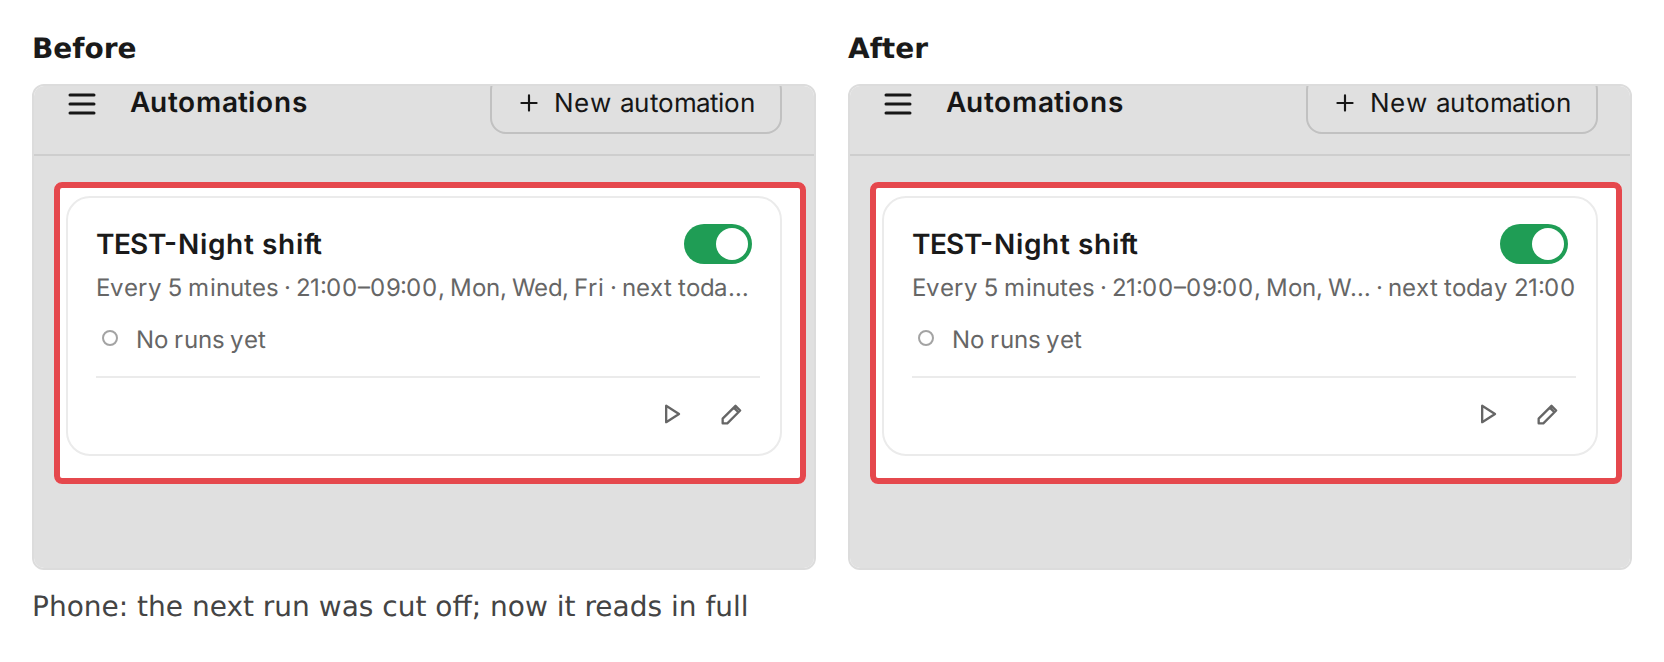 Before
Automations
+ New automation
TEST-Night shift
Every 5 minutes · 21:00–09:00, Mon, Wed, Fri · next toda...
No runs yet
After
Automations
+ New automation
TEST-Night shift
Every 5 minutes · 21:00–09:00, Mon, W... · next today 21:00
No runs yet
Phone: the next run was cut off; now it reads in full